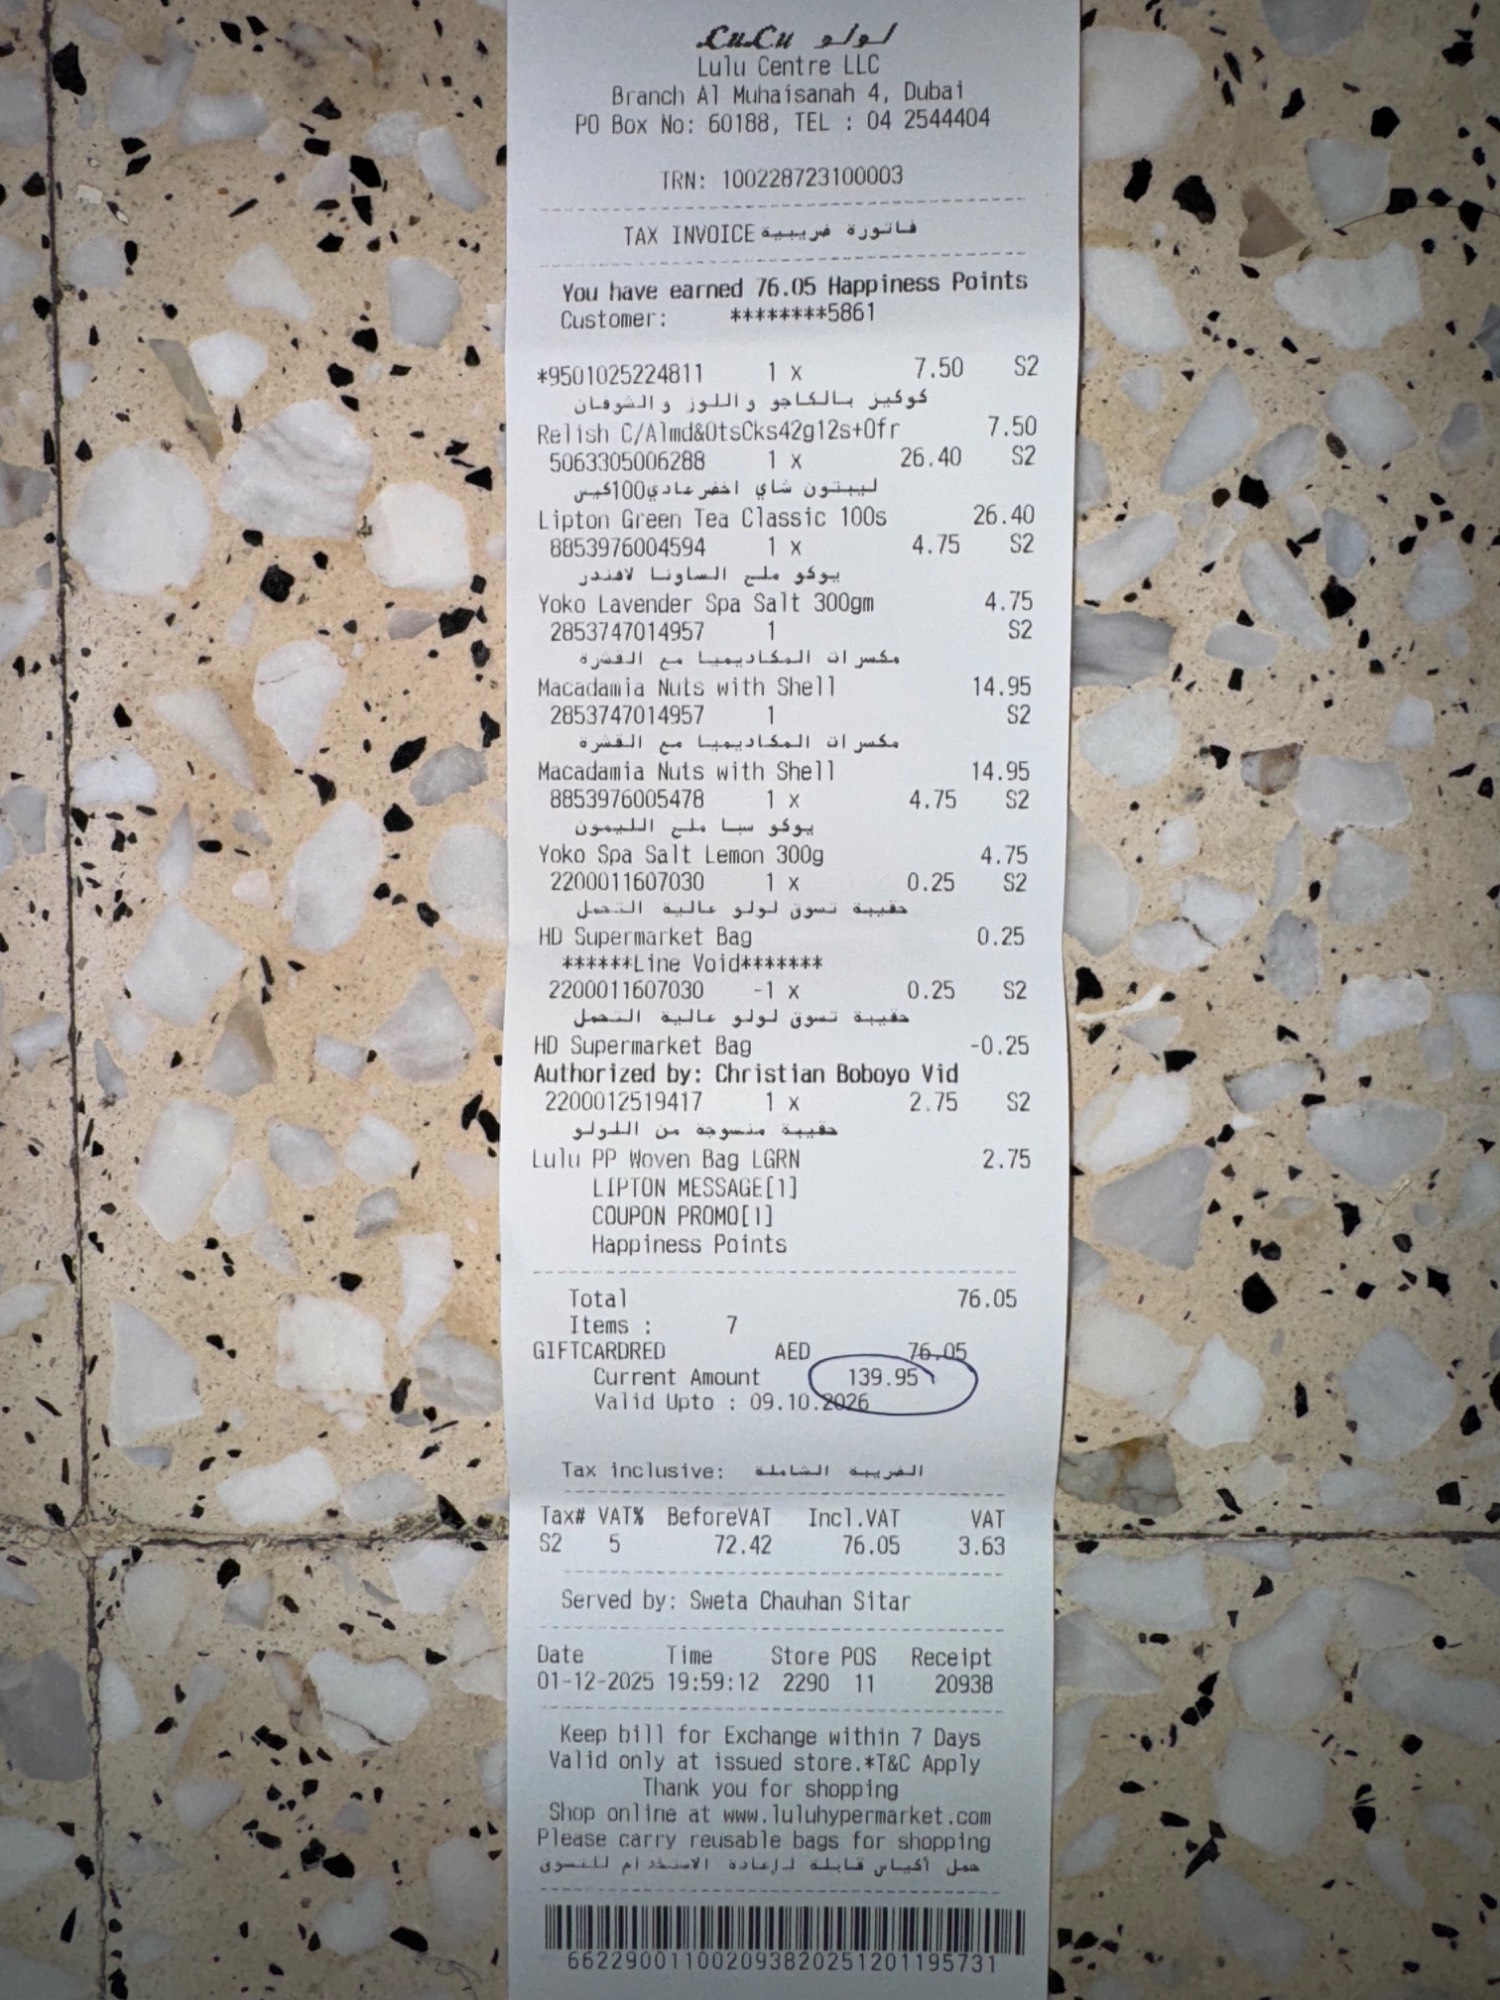 LuLu لولو
Lulu Centre LLC
Branch Al Muhaisanah 4, Dubai
PO Box No: 60188, TEL : 04 2544404
TRN: 100228723100003
TAX INVOICE فاتورة ضريبية
You have earned 76.05 Happiness Points
Customer: ********5861
*9501025224811 1 x 7.50 S2
كوكيز بالكاجو واللوز والشوفان
Relish C/Almd&OtsCks42g12s+Ofr 7.50
5063305006288 1 x 26.40 S2
ليبتون شاي اخضر عادي100كيس
Lipton Green Tea Classic 100s 26.40
8853976004594 1 x 4.75 S2
يوكو ملح الساونا لافندر
Yoko Lavender Spa Salt 300gm 4.75
2853747014957 1 S2
مكسرات المكاديميا مع القشرة
Macadamia Nuts with Shell 14.95
2853747014957 1 S2
مكسرات المكاديميا مع القشرة
Macadamia Nuts with Shell 14.95
8853976005478 1 x 4.75 S2
يوكو سبا ملح الليمون
Yoko Spa Salt Lemon 300g 4.75
2200011607030 1 x 0.25 S2
حقيبة تسوق لولو عالية التحمل
HD Supermarket Bag 0.25
******Line Void*******
2200011607030 -1 x 0.25 S2
حقيبة تسوق لولو عالية التحمل
HD Supermarket Bag -0.25
Authorized by: Christian Boboyo Vid
2200012519417 1 x 2.75 S2
حقيبة منسوجة من اللولو
Lulu PP Woven Bag LGRN 2.75
LIPTON MESSAGE[1]
COUPON PROMO[1]
Happiness Points
Total 76.05
Items : 7
GIFTCARDRED AED 76.05
Current Amount 139.95
Valid Upto : 09.10.2026
Tax inclusive: الضريبة الشاملة
Tax# VAT% BeforeVAT Incl.VAT VAT
S2 5 72.42 76.05 3.63
Served by: Sweta Chauhan Sitar
Date Time Store POS Receipt
01-12-2025 19:59:12 2290 11 20938
Keep bill for Exchange within 7 Days
Valid only at issued store.*T&C Apply
Thank you for shopping
Shop online at www.luluhypermarket.com
Please carry reusable bags for shopping
حمل أكياس قابلة لإعادة الاستخدام للتسوق
6622900110020938202512011957​31